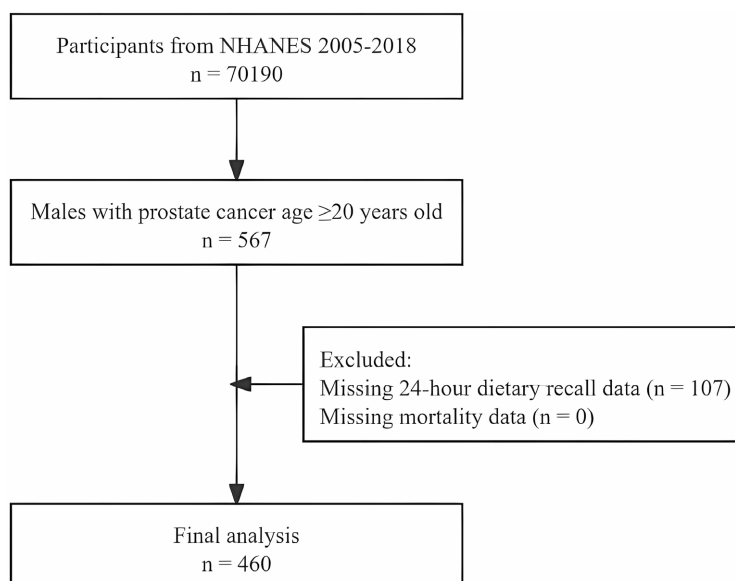 Participants from NHANES 2005-2018
n = 70190
Males with prostate cancer age ≥20 years old
n = 567
Excluded:
Missing 24-hour dietary recall data (n = 107)
Missing mortality data (n = 0)
Final analysis
n = 460